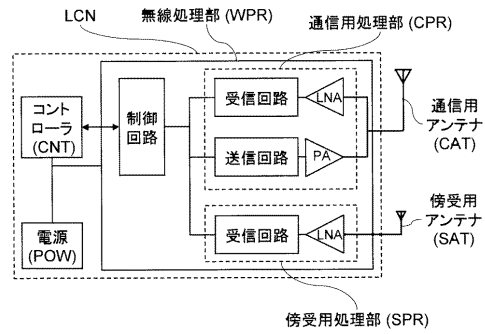 LCN
無線処理部 (WPR)
通信用処理部 (CPR)
コント
ローラ
(CNT)
制御
回路
受信回路
LNA
送信回路
PA
通信用
アンテナ
(CAT)
電源
(POW)
受信回路
LNA
傍受用
アンテナ
(SAT)
傍受用処理部 (SPR)